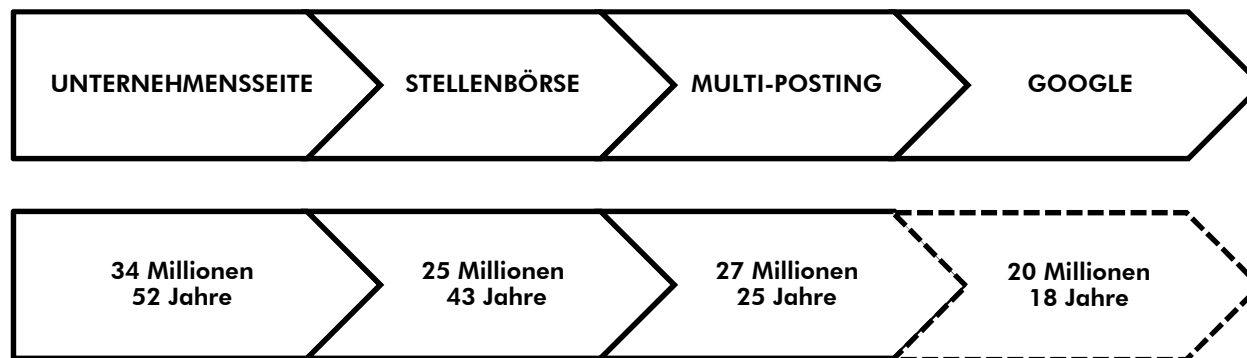 UNTERNEHMENSSEITE
STELLENBÖRSE
MULTI-POSTING
GOOGLE
34 Millionen
52 Jahre
25 Millionen
43 Jahre
27 Millionen
25 Jahre
20 Millionen
18 Jahre